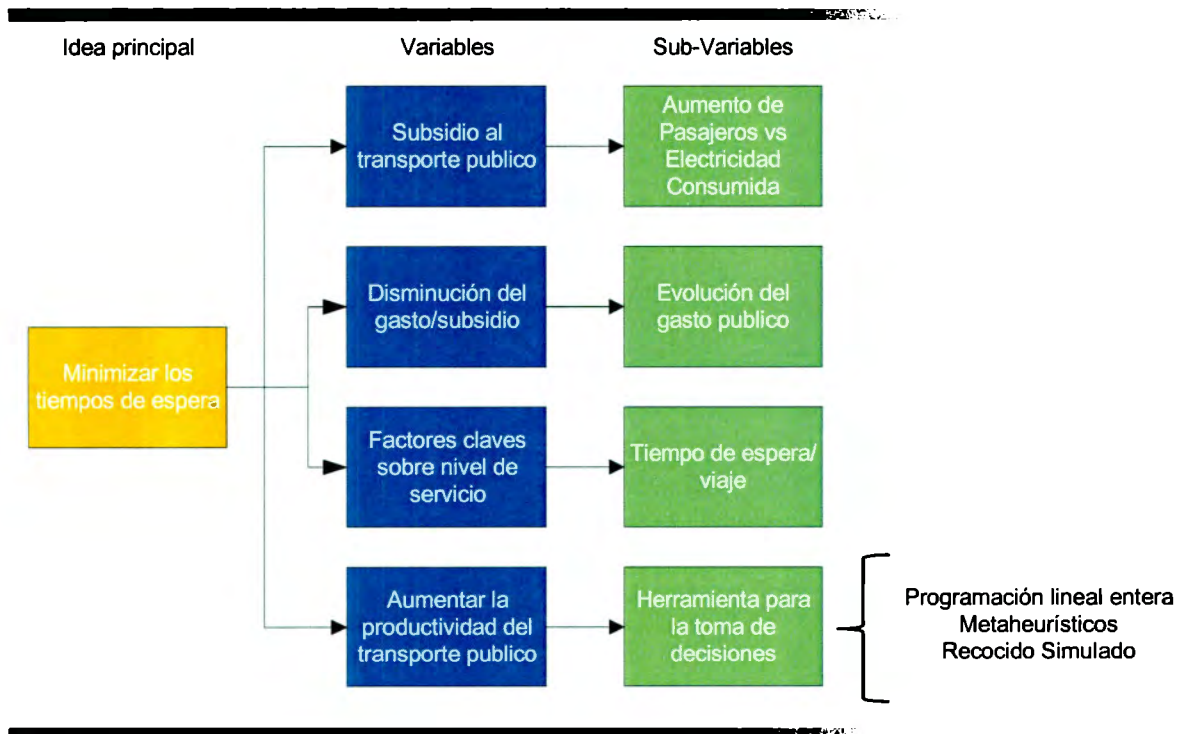 Idea principal
Variables
Sub-Variables
Subsidio al
transporte publico
Aumento de
Pasajeros vs
Electricidad
Consumida
Disminución del
gasto/subsidio
Evolución del
gasto publico
Minimizar los
tiempos de espera
Factores claves
sobre nivel de
servicio
Tiempo de espera/
viaje
Aumentar la
productividad del
transporte publico
Herramienta para
la toma de
decisiones
Programación lineal entera
Metaheurísticos
Recocido Simulado